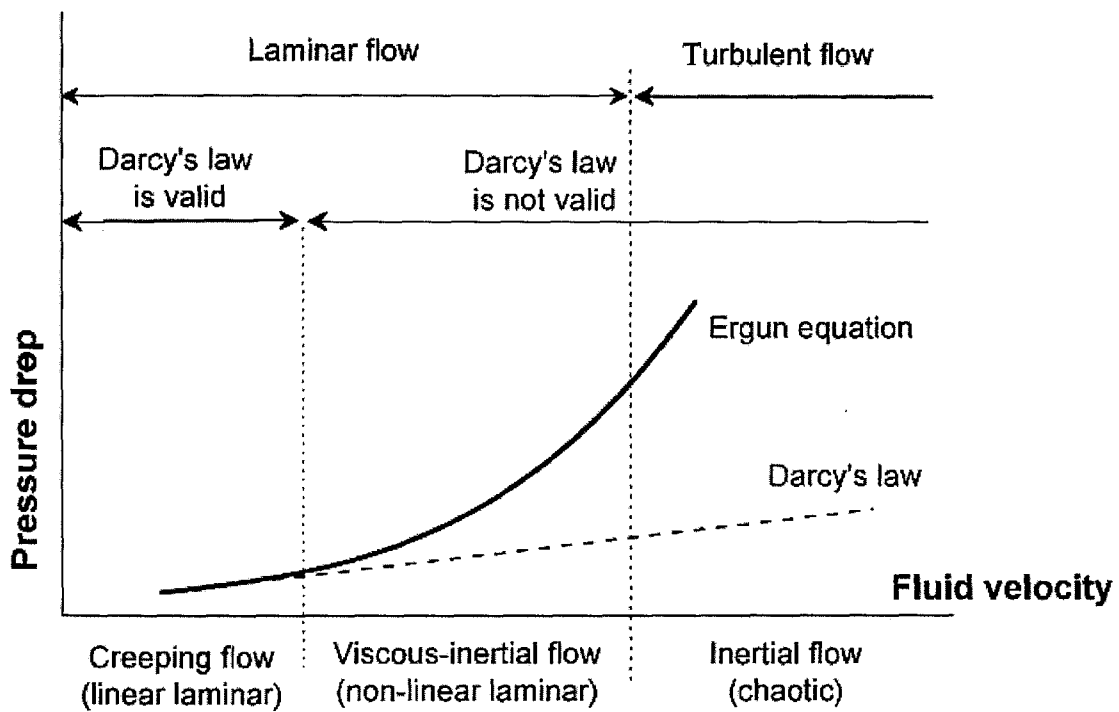 Laminar flow
Turbulent flow
Darcy's law
is valid
Darcy's law
is not valid
Ergun equation
Darcy's law
Pressure drop
Fluid velocity
Creeping flow
(linear laminar)
Viscous-inertial flow
(non-linear laminar)
Inertial flow
(chaotic)